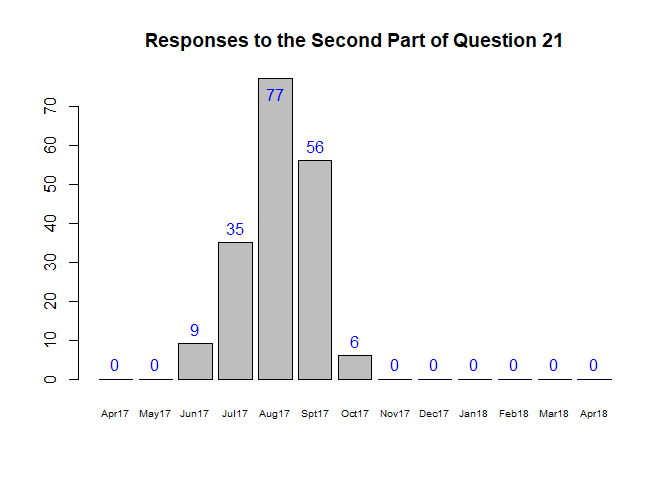 Responses to the Second Part of Question 21
70
60
50
40
30
20
10
0
0 0 9 35 77 56 6 0 0 0 0 0 0
Apr17 May17 Jun17 Jul17 Aug17 Spt17 Oct17 Nov17 Dec17 Jan18 Feb18 Mar18 Apr18